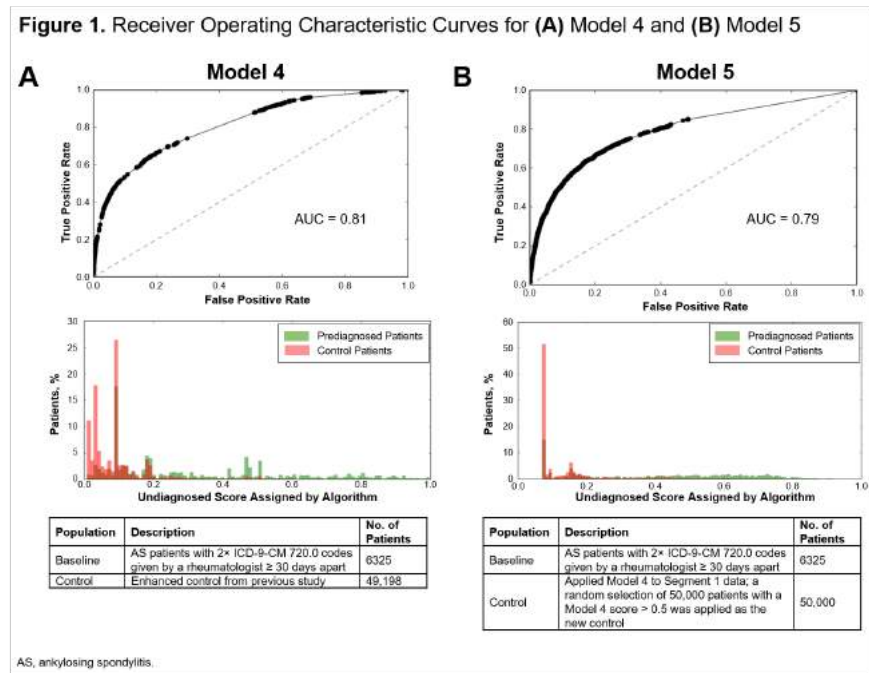 Figure 1. Receiver Operating Characteristic Curves for (A) Model 4 and (B) Model 5
A
Model 4
1.0
0.8
0.6
0.4
0.2
0.0
True Positive Rate
AUC = 0.81
0.0 0.2 0.4 0.6 0.8 1.0
False Positive Rate
30
25
20
15
10
5
0
Patients, %
Prediagnosed Patients
Control Patients
0.0 0.2 0.4 0.6 0.8 1.0
Undiagnosed Score Assigned by Algorithm
Population Description No. of Patients
Baseline AS patients with 2× ICD-9-CM 720.0 codes
given by a rheumatologist ≥ 30 days apart 6325
Control Enhanced control from previous study 49,198
B
Model 5
1.0
0.8
0.6
0.4
0.2
0.0
True Positive Rate
AUC = 0.79
0.0 0.2 0.4 0.6 0.8 1.0
False Positive Rate
60
50
40
30
20
10
0
Patients, %
Prediagnosed Patients
Control Patients
0.0 0.2 0.4 0.6 0.8 1.0
Undiagnosed Score Assigned by Algorithm
Population Description No. of Patients
Baseline AS patients with 2× ICD-9-CM 720.0 codes
given by a rheumatologist ≥ 30 days apart 6325
Control Applied Model 4 to Segment 1 data; a
random selection of 50,000 patients with a
Model 4 score > 0.5 was applied as the
new control 50,000
AS, ankylosing spondylitis.